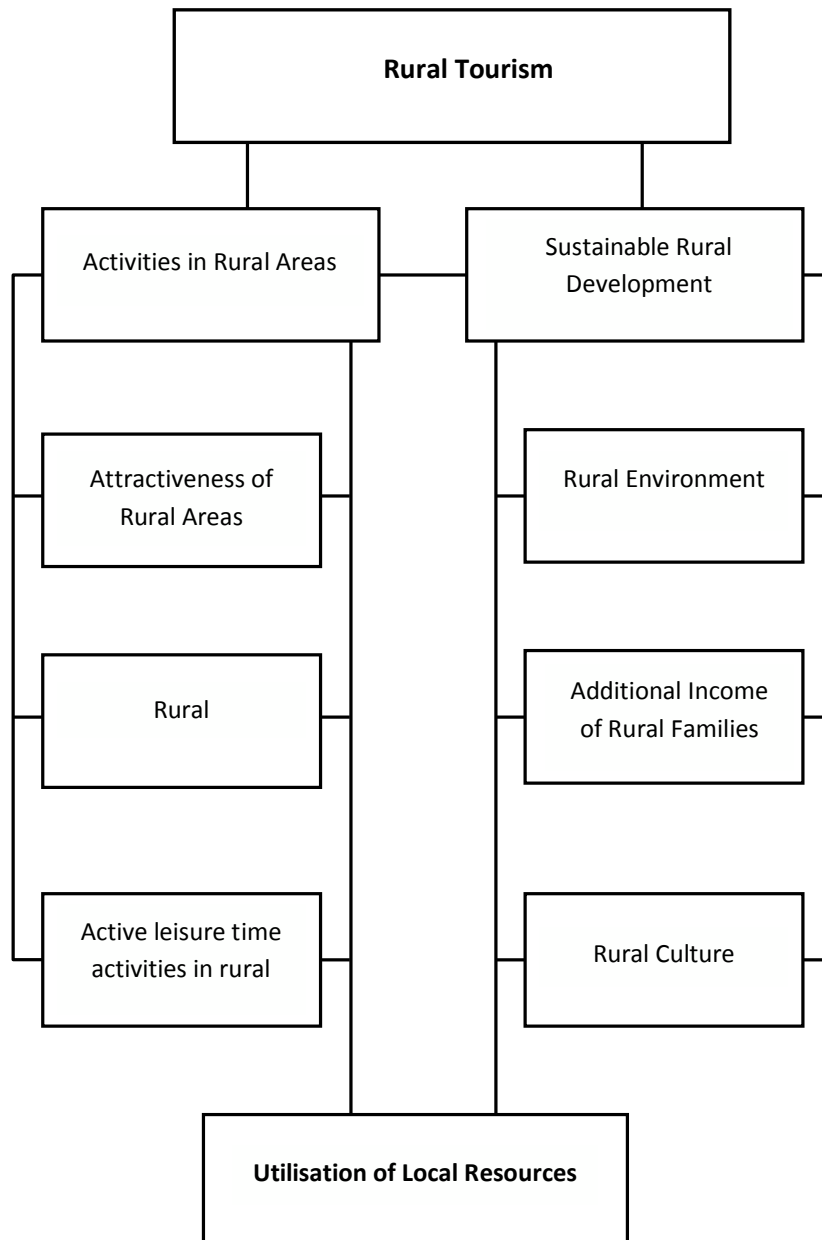 Rural Tourism
Activities in Rural Areas
Sustainable Rural
Development
Attractiveness of
Rural Areas
Rural Environment
Rural
Additional Income
of Rural Families
Active leisure time
activities in rural
Rural Culture
Utilisation of Local Resources